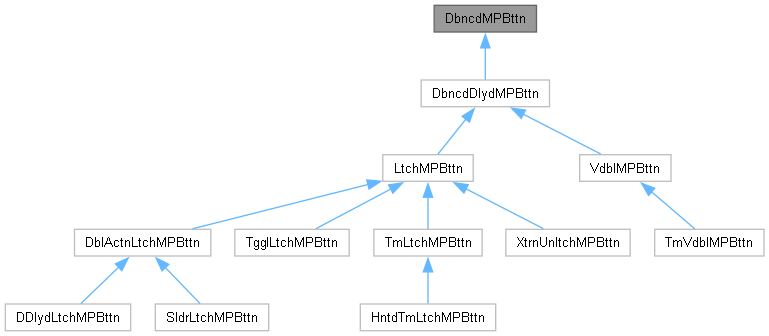 DbncdMPBttn
DbncdDlydMPBttn
LtchMPBttn
VdblMPBttn
DblActnLtchMPBttn
TgglLtchMPBttn
TmLtchMPBttn
XtrnUnltchMPBttn
TmVdblMPBttn
DDlydLtchMPBttn
SldrLtchMPBttn
HntdTmLtchMPBttn